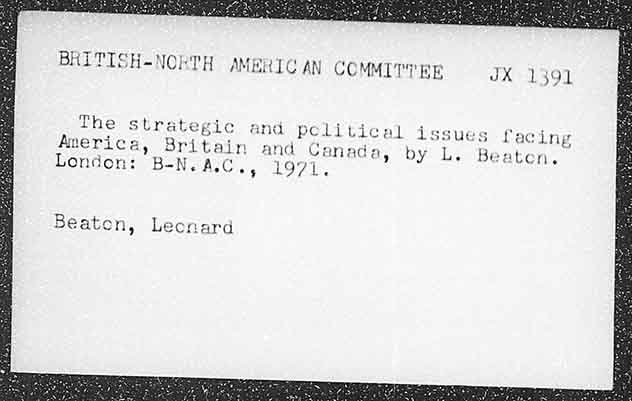 BRITISH-NORTH AMERICAN COMMITTEE JX 1391
The strategic and political issues facing
America, Britain and Canada, by L. Beaton.
London: B-N.A.C., 1971.
Beaton, Leonard